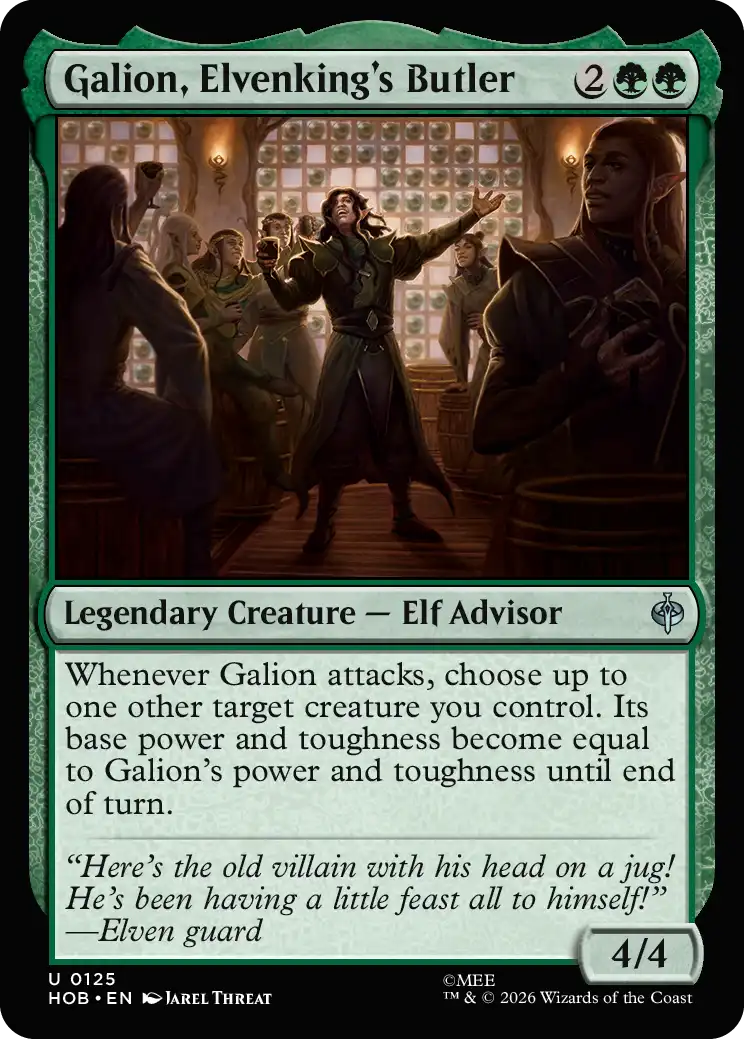 Galion, Elvenking's Butler 2
Legendary Creature — Elf Advisor
Whenever Galion attacks, choose up to
one other target creature you control. Its
base power and toughness become equal
to Galion's power and toughness until end
of turn.
“Here's the old villain with his head on a jug!
He's been having a little feast all to himself!”
—Elven guard
4/4
U 0125
HOB • EN JAREL THREAT
©MEE
™ & © 2026 Wizards of the Coast